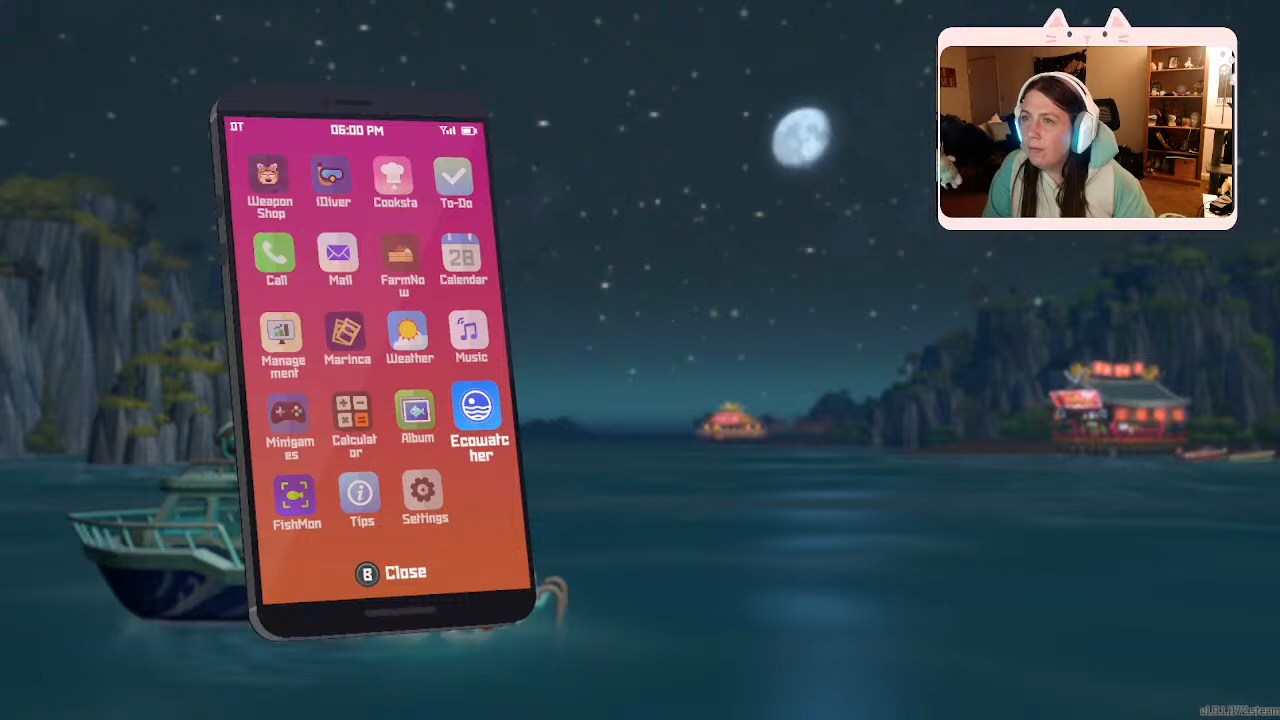 DT
06:00 PM
Weapon
Shop
iDiver
Cooksta
To-Do
Call
Mail
FarmNo
w
28
Calendar
Manage
ment
Marinca
Weather
Music
Minigam
es
Calculat
or
Album
Ecowatc
her
FishMon
Tips
Settings
B Close